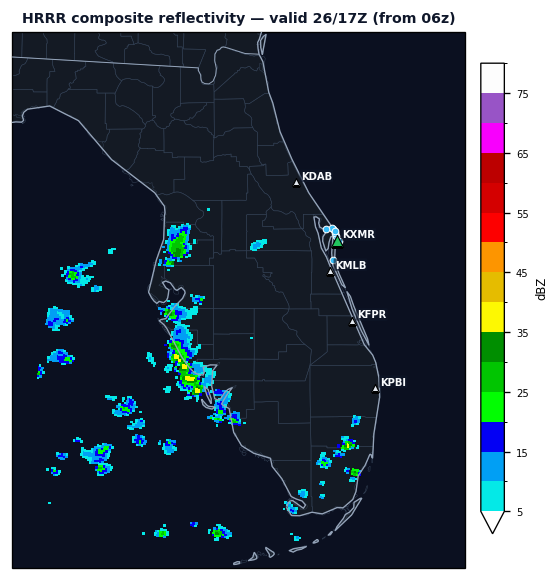 HRRR composite reflectivity — valid 26/17Z (from 06z)
KDAB
KXMR
KMLB
KFPR
KPBI
75
65
55
45
35
25
15
5
dBZ